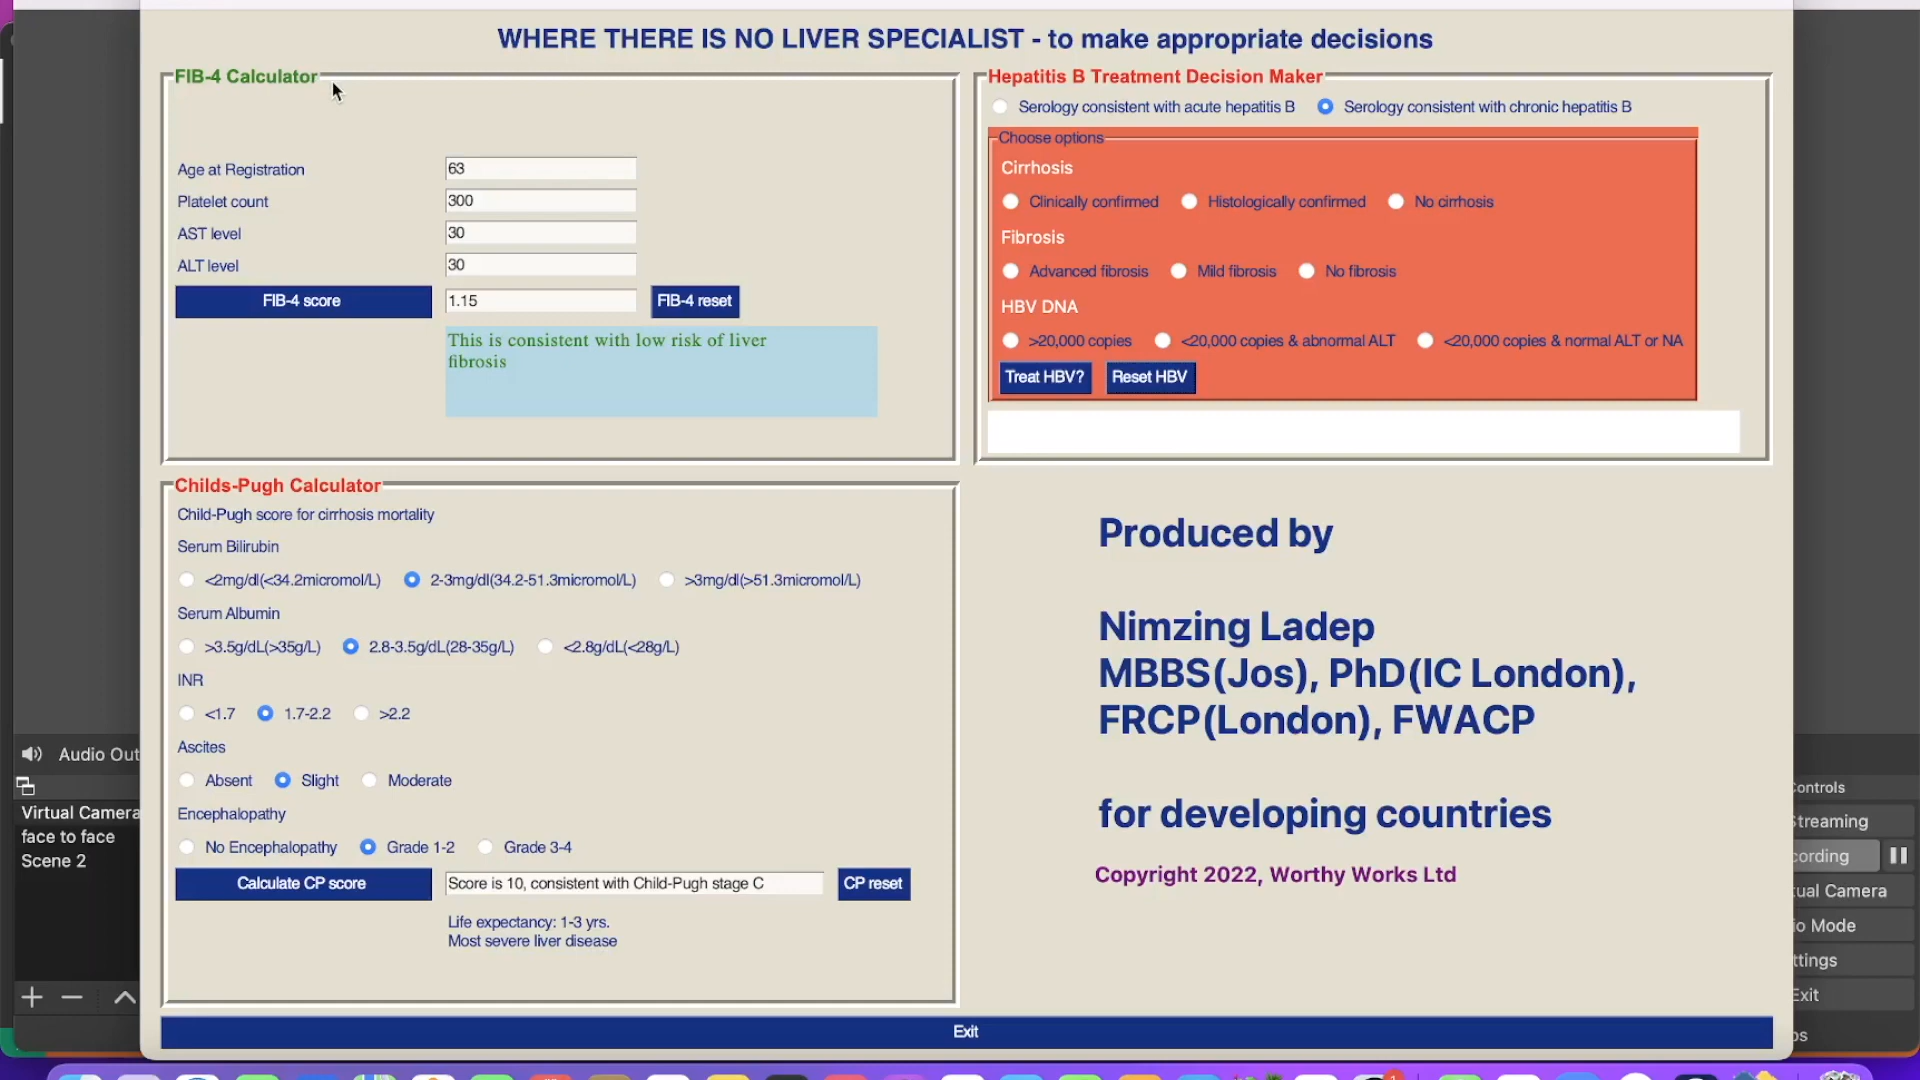 WHERE THERE IS NO LIVER SPECIALIST - to make appropriate decisions
FIB-4 Calculator
Age at Registration 63
Platelet count 300
AST level 30
ALT level 30
FIB-4 score 1.15 FIB-4 reset
This is consistent with low risk of liver
fibrosis
Hepatitis B Treatment Decision Maker
Serology consistent with acute hepatitis B Serology consistent with chronic hepatitis B
Choose options
Cirrhosis
Clinically confirmed Histologically confirmed No cirrhosis
Fibrosis
Advanced fibrosis Mild fibrosis No fibrosis
HBV DNA
>20,000 copies <20,000 copies & abnormal ALT <20,000 copies & normal ALT or NA
Treat HBV? Reset HBV
Childs-Pugh Calculator
Child-Pugh score for cirrhosis mortality
Serum Bilirubin
<2mg/dl(<34.2micromol/L) 2-3mg/dl(34.2-51.3micromol/L) >3mg/dl(>51.3micromol/L)
Serum Albumin
>3.5g/dL(>35g/L) 2.8-3.5g/dL(28-35g/L) <2.8g/dL(<28g/L)
INR
<1.7 1.7-2.2 >2.2
Ascites
Absent Slight Moderate
Encephalopathy
No Encephalopathy Grade 1-2 Grade 3-4
Calculate CP score Score is 10, consistent with Child-Pugh stage C CP reset
Life expectancy: 1-3 yrs.
Most severe liver disease
Produced by
Nimzing Ladep
MBBS(Jos), PhD(IC London),
FRCP(London), FWACP
for developing countries
Copyright 2022, Worthy Works Ltd
Exit
Audio Out
Virtual Camera
face to face
Scene 2
ontrols
Streaming
cording
tual Camera
io Mode
ttings
Exit